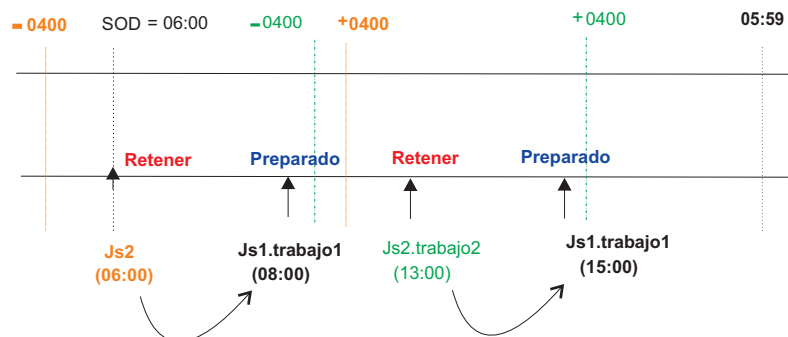 - 0400 SOD = 06:00 -0400 +0400 +0400 05:59
Retener Preparado Retener Preparado
Js2 Js1.trabajo1 Js2.trabajo2 Js1.trabajo1
(06:00) (08:00) (13:00) (15:00)